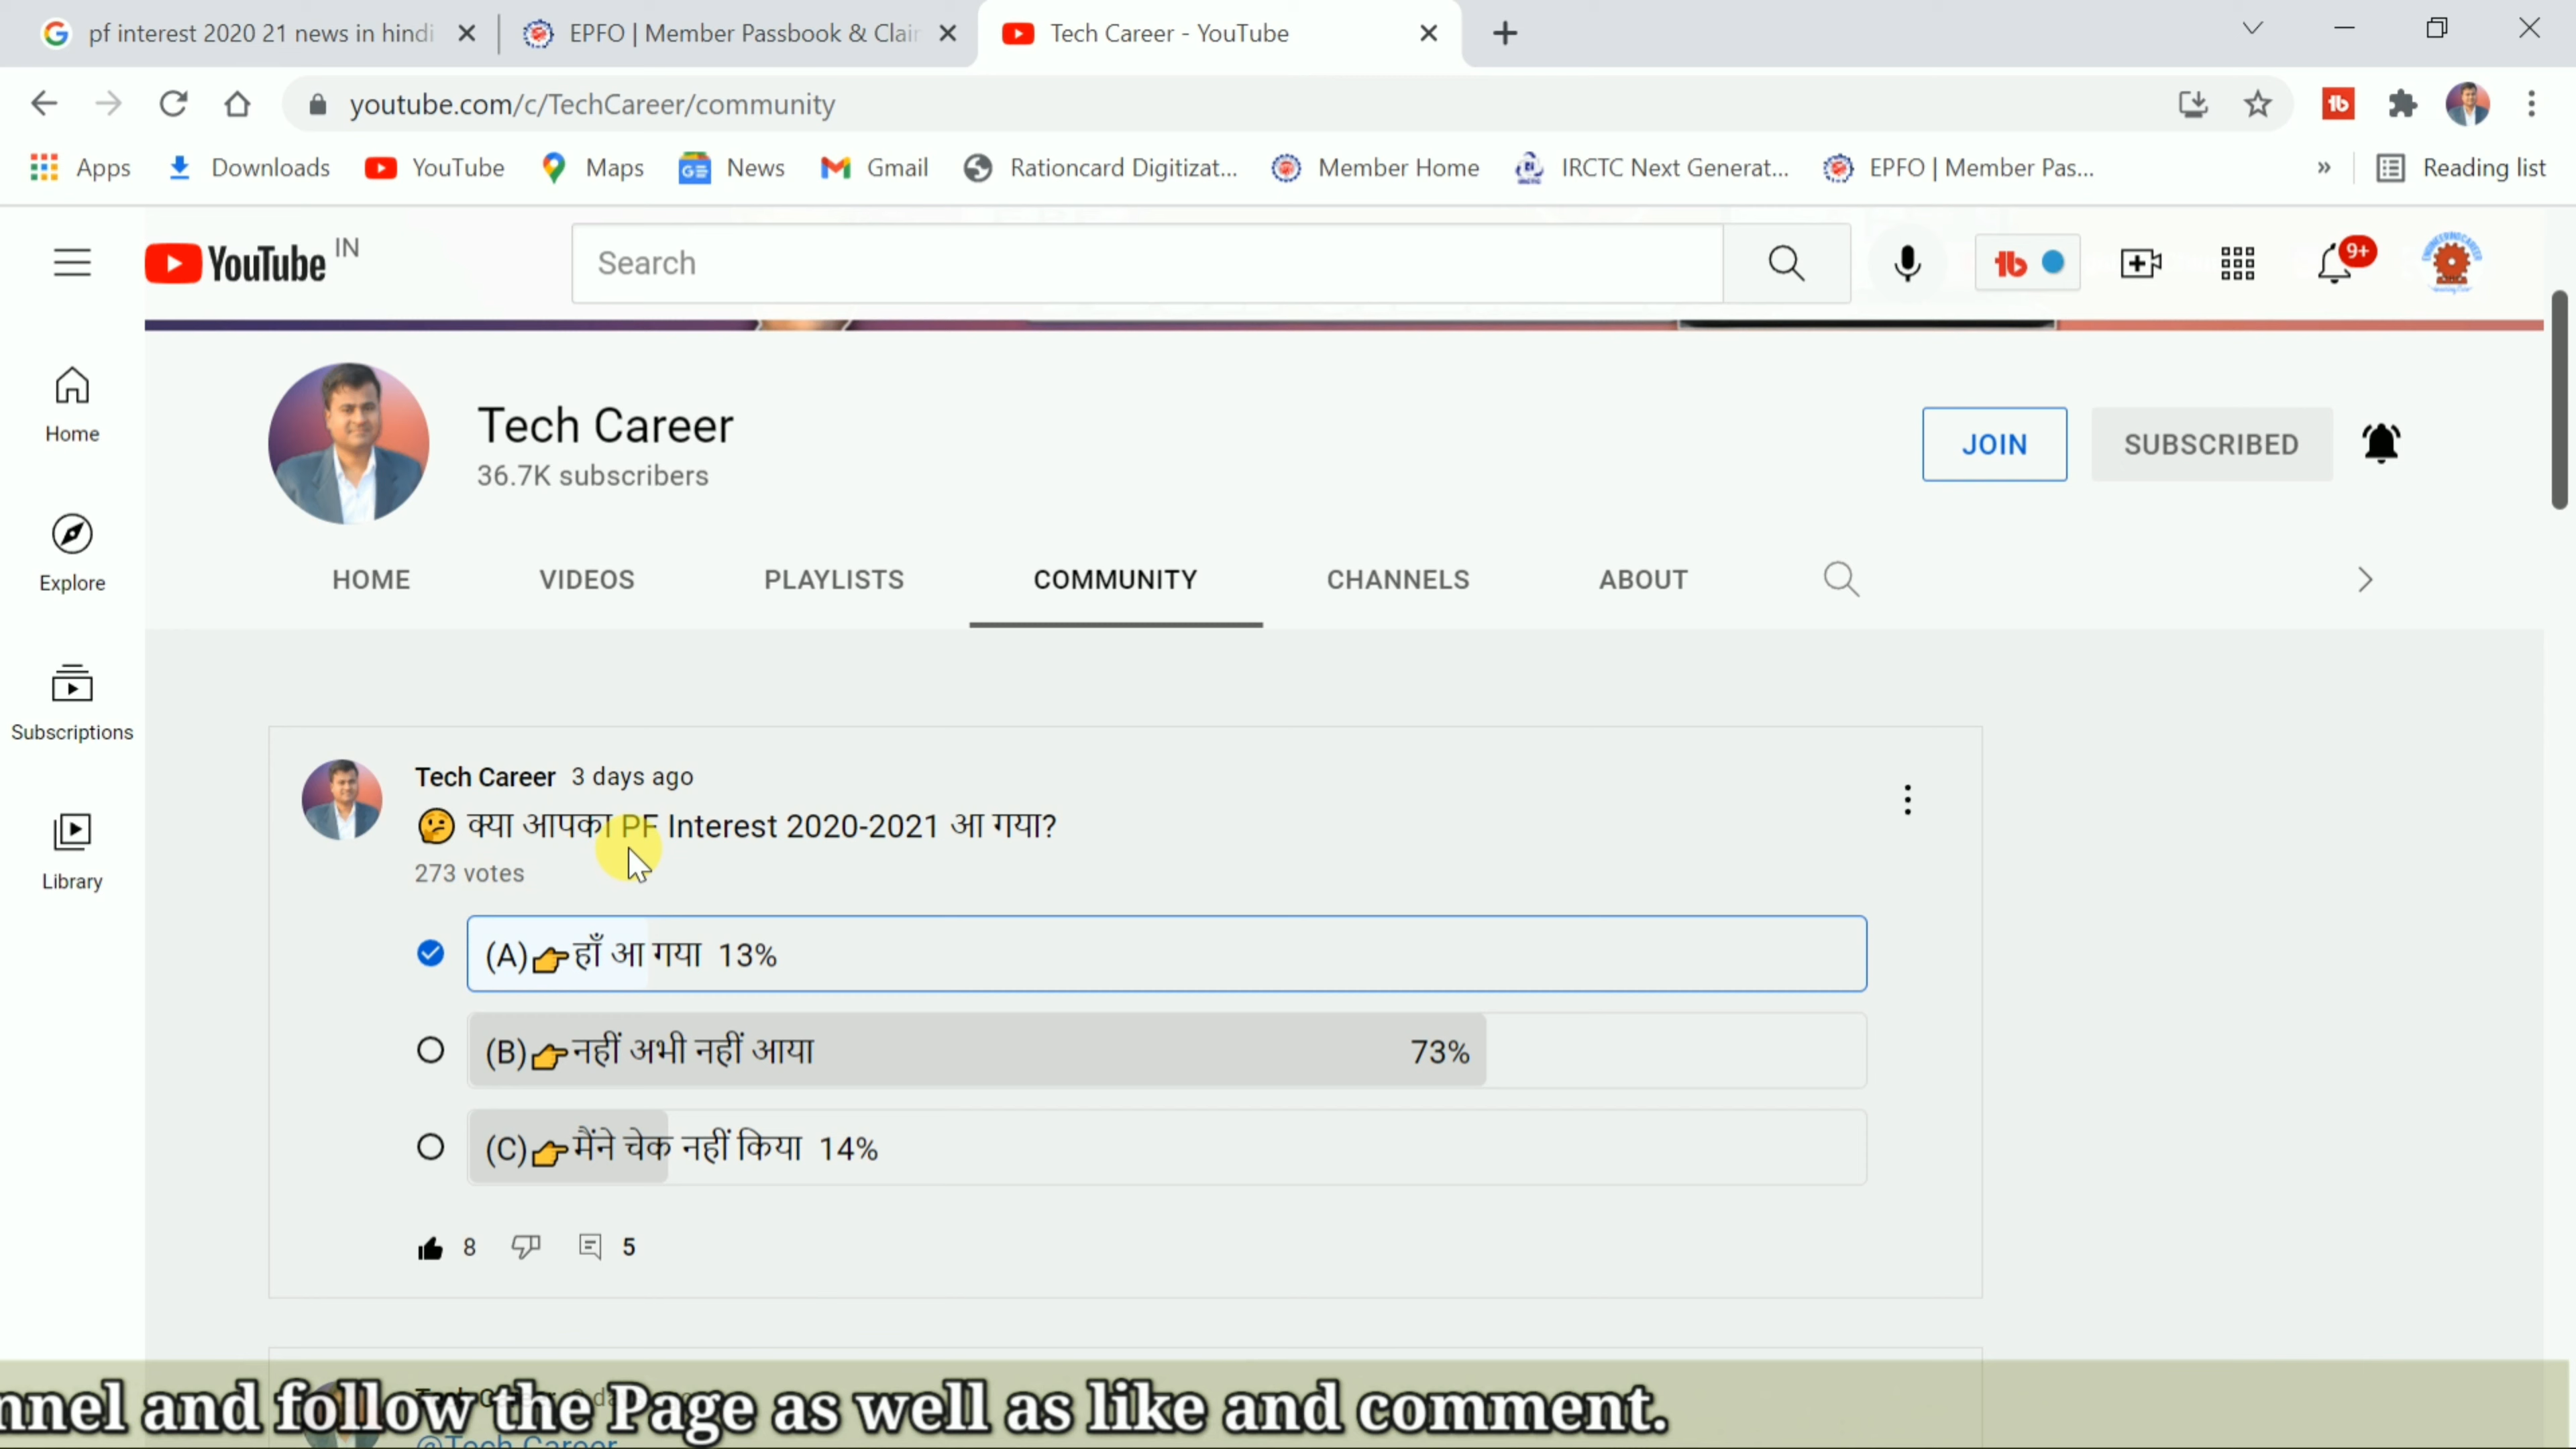 pf interest 2020 21 news in hindi
EPFO | Member Passbook & Clai
Tech Career - YouTube
youtube.com/c/TechCareer/community
Apps
Downloads
YouTube
Maps
News
Gmail
Rationcard Digitizat...
Member Home
IRCTC Next Generat...
EPFO | Member Pas...
»
Reading list
YouTube IN
Search
9+
Home
Explore
Subscriptions
Library
Tech Career
36.7K subscribers
JOIN
SUBSCRIBED
HOME
VIDEOS
PLAYLISTS
COMMUNITY
CHANNELS
ABOUT
Tech Career 3 days ago
🤔 क्या आपका PF Interest 2020-2021 आ गया?
273 votes
(A)👉हाँ आ गया 13%
(B)👉नहीं अभी नहीं आया 73%
(C)👉मैंने चेक नहीं किया 14%
8
5
nnel and follow the Page as well as like and comment.
@Tech Career